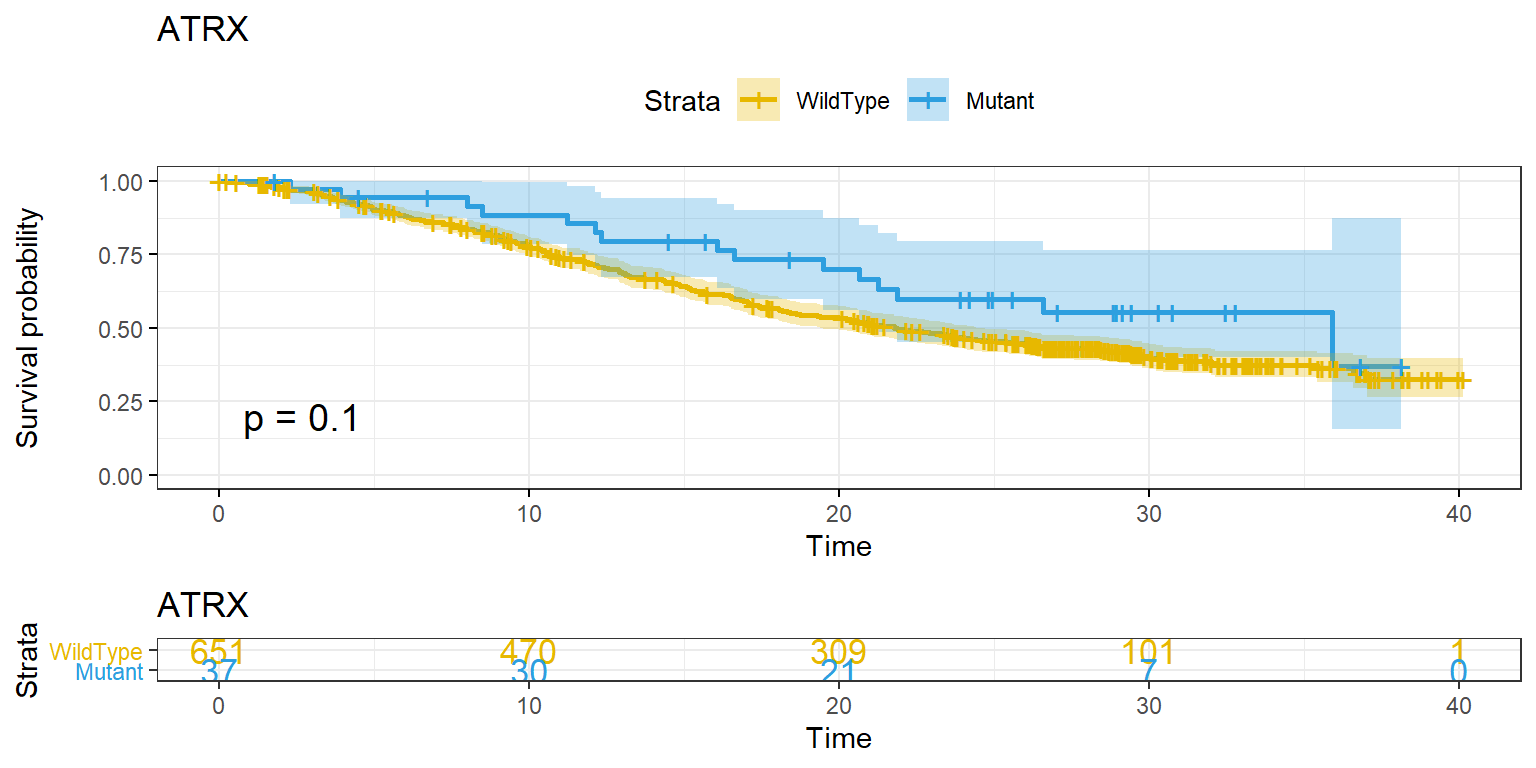 ATRX
Strata WildType Mutant
Survival probability
1.00
0.75
0.50
0.25
0.00
p = 0.1
0 10 20 30 40
Time
ATRX
Strata
WildType 651 470 309 101 1
Mutant 37 30 21 7 0
0 10 20 30 40
Time